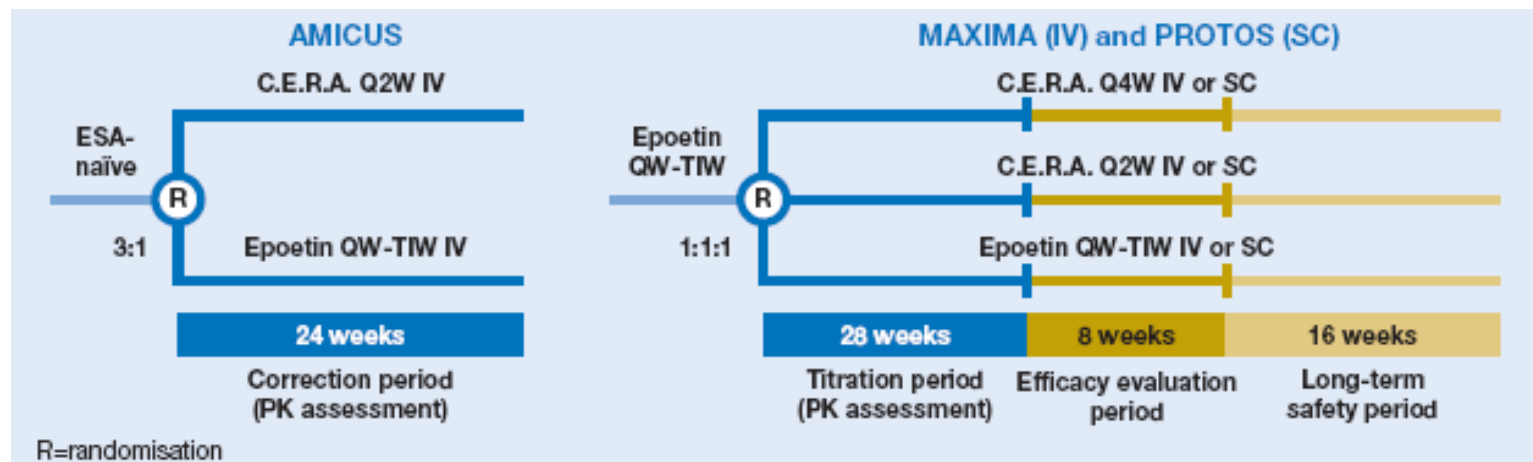 AMICUS
C.E.R.A. Q2W IV
ESA-
naïve
R
3:1
Epoetin QW-TIW IV
24 weeks
Correction period
(PK assessment)
MAXIMA (IV) and PROTOS (SC)
C.E.R.A. Q4W IV or SC
Epoetin
QW-TIW
C.E.R.A. Q2W IV or SC
R
1:1:1
Epoetin QW-TIW IV or SC
28 weeks
8 weeks
16 weeks
Titration period
(PK assessment)
Efficacy evaluation
period
Long-term
safety period
R=randomisation